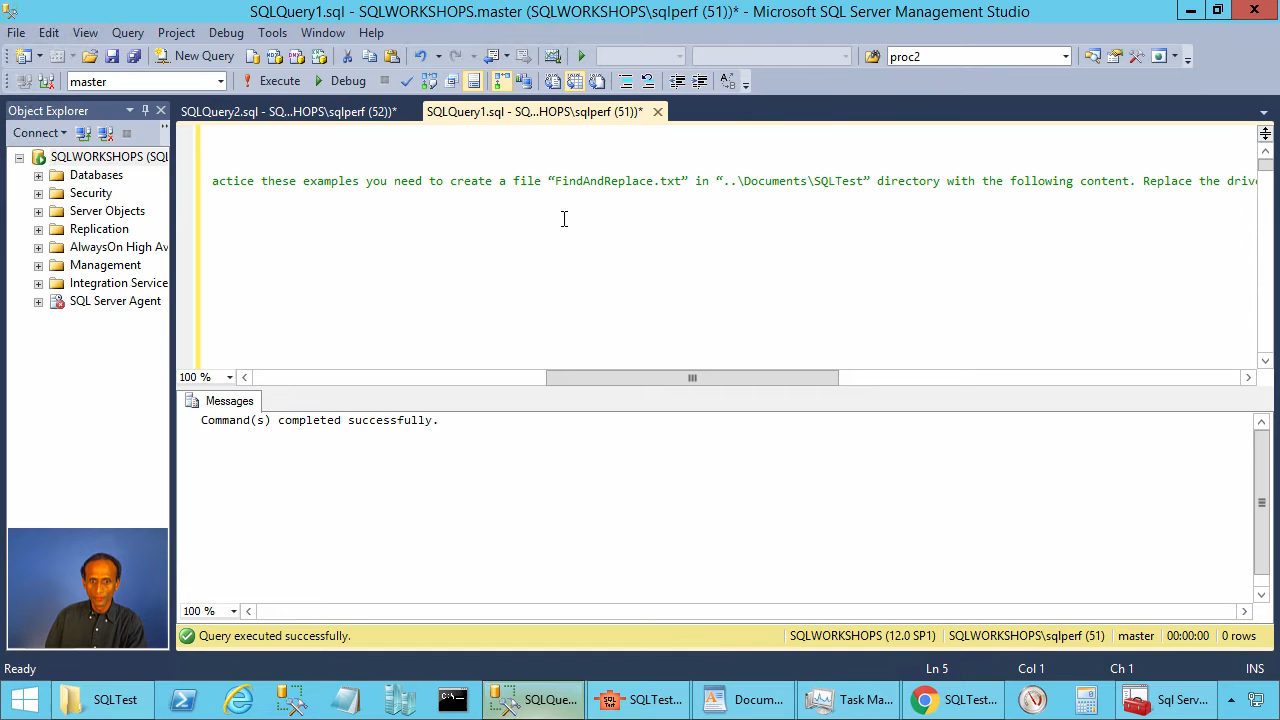 SQLQuery1.sql - SQLWORKSHOPS.master (SQLWORKSHOPS\sqlperf (51))* - Microsoft SQL Server Management Studio
File Edit View Query Project Debug Tools Window Help
New Query proc2
master Execute Debug
Object Explorer
SQLQuery2.sql - SQ...HOPS\sqlperf (52))* SQLQuery1.sql - SQ...HOPS\sqlperf (51))*
Connect
SQLWORKSHOPS (SQL
Databases
Security
Server Objects
Replication
AlwaysOn High Av
Management
Integration Service
SQL Server Agent
actice these examples you need to create a file “FindAndReplace.txt” in “..\Documents\SQLTest” directory with the following content. Replace the drive
100 %
Messages
Command(s) completed successfully.
100 %
Query executed successfully. SQLWORKSHOPS (12.0 SP1) SQLWORKSHOPS\sqlperf (51) master 00:00:00 0 rows
Ready Ln 5 Col 1 Ch 1 INS
SQLTest SQLQue... SQLTest... Docum... Task Ma... SQLTest... Sql Serv...